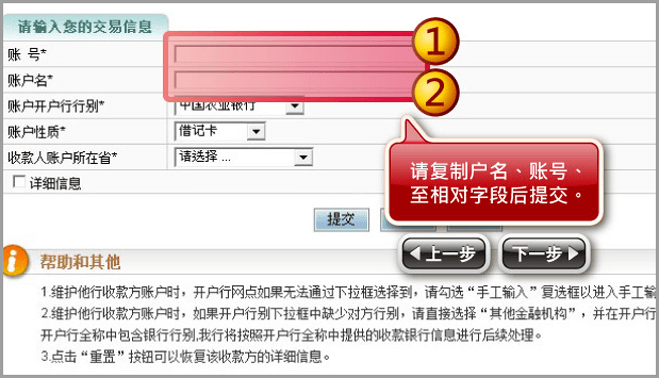 请输入您的交易信息
账 号*
1
账户名*
2
账户开户行行别* 中国农业银行
账户性质* 借记卡
收款人账户所在省* 请选择 ...
详细信息
请复制户名、账号、
至相对字段后提交。
提交
上一步 下一步
i 帮助和其他
1.维护他行收款方账户时，开户行网点如果无法通过下拉框选择到，请勾选“手工输入”复选框以进入手工输
2.维护他行收款方账户时，如果开户行别下拉框中缺少对方行别，请直接选择“其他金融机构”，并在开户行
开户行全称中包含银行行别,我行将按照开户行全称中提供的收款银行信息进行后续处理。
3.点击“重置”按钮可以恢复该收款方的详细信息。